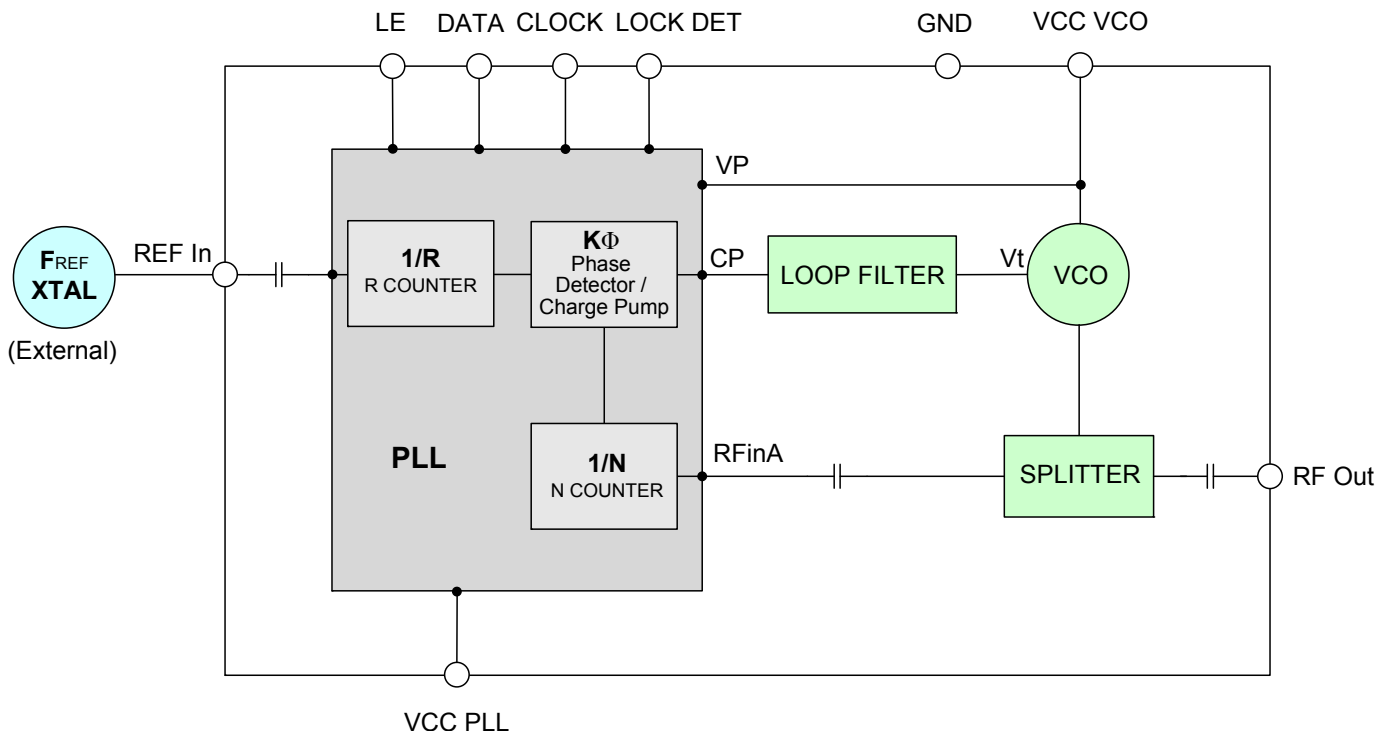 LE DATA CLOCK LOCK DET GND VCC VCO
VP
REF In
FREF
XTAL
(External)
1/R
R COUNTER
KΦ
Phase
Detector /
Charge Pump
CP
LOOP FILTER
Vt
VCO
PLL
1/N
N COUNTER
RFinA
SPLITTER
RF Out
VCC PLL